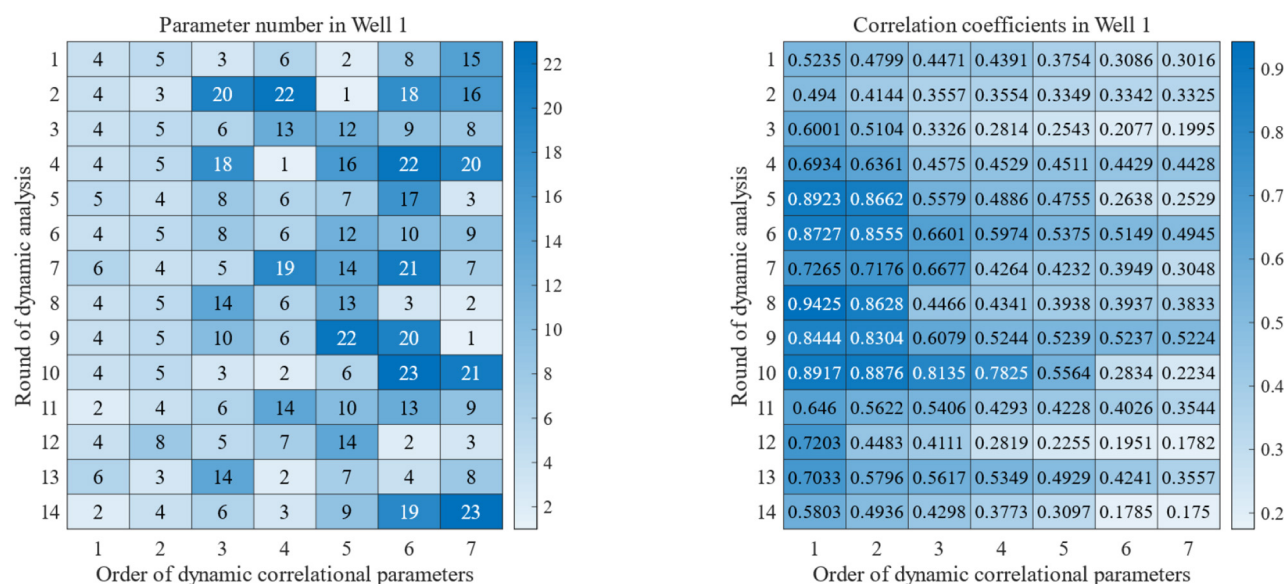 Parameter number in Well 1
Round of dynamic analysis
1 4 5 3 6 2 8 15
2 4 3 20 22 1 18 16
3 4 5 6 13 12 9 8
4 4 5 18 1 16 22 20
5 5 4 8 6 7 17 3
6 4 5 8 6 12 10 9
7 6 4 5 19 14 21 7
8 4 5 14 6 13 3 2
9 4 5 10 6 22 20 1
10 4 5 3 2 6 23 21
11 2 4 6 14 10 13 9
12 4 8 5 7 14 2 3
13 6 3 14 2 7 4 8
14 2 4 6 3 9 19 23
1 2 3 4 5 6 7
Order of dynamic correlational parameters
22
20
18
16
14
12
10
8
6
4
2
Correlation coefficients in Well 1
Round of dynamic analysis
1 0.5235 0.4799 0.4471 0.4391 0.3754 0.3086 0.3016
2 0.494 0.4144 0.3557 0.3554 0.3349 0.3342 0.3325
3 0.6001 0.5104 0.3326 0.2814 0.2543 0.2077 0.1995
4 0.6934 0.6361 0.4575 0.4529 0.4511 0.4429 0.4428
5 0.8923 0.8662 0.5579 0.4886 0.4755 0.2638 0.2529
6 0.8727 0.8555 0.6601 0.5974 0.5375 0.5149 0.4945
7 0.7265 0.7176 0.6677 0.4264 0.4232 0.3949 0.3048
8 0.9425 0.8628 0.4466 0.4341 0.3938 0.3937 0.3833
9 0.8444 0.8304 0.6079 0.5244 0.5239 0.5237 0.5224
10 0.8917 0.8876 0.8135 0.7825 0.5564 0.2834 0.2234
11 0.646 0.5622 0.5406 0.4293 0.4228 0.4026 0.3544
12 0.7203 0.4483 0.4111 0.2819 0.2255 0.1951 0.1782
13 0.7033 0.5796 0.5617 0.5349 0.4929 0.4241 0.3557
14 0.5803 0.4936 0.4298 0.3773 0.3097 0.1785 0.175
1 2 3 4 5 6 7
Order of dynamic correlational parameters
0.9
0.8
0.7
0.6
0.5
0.4
0.3
0.2